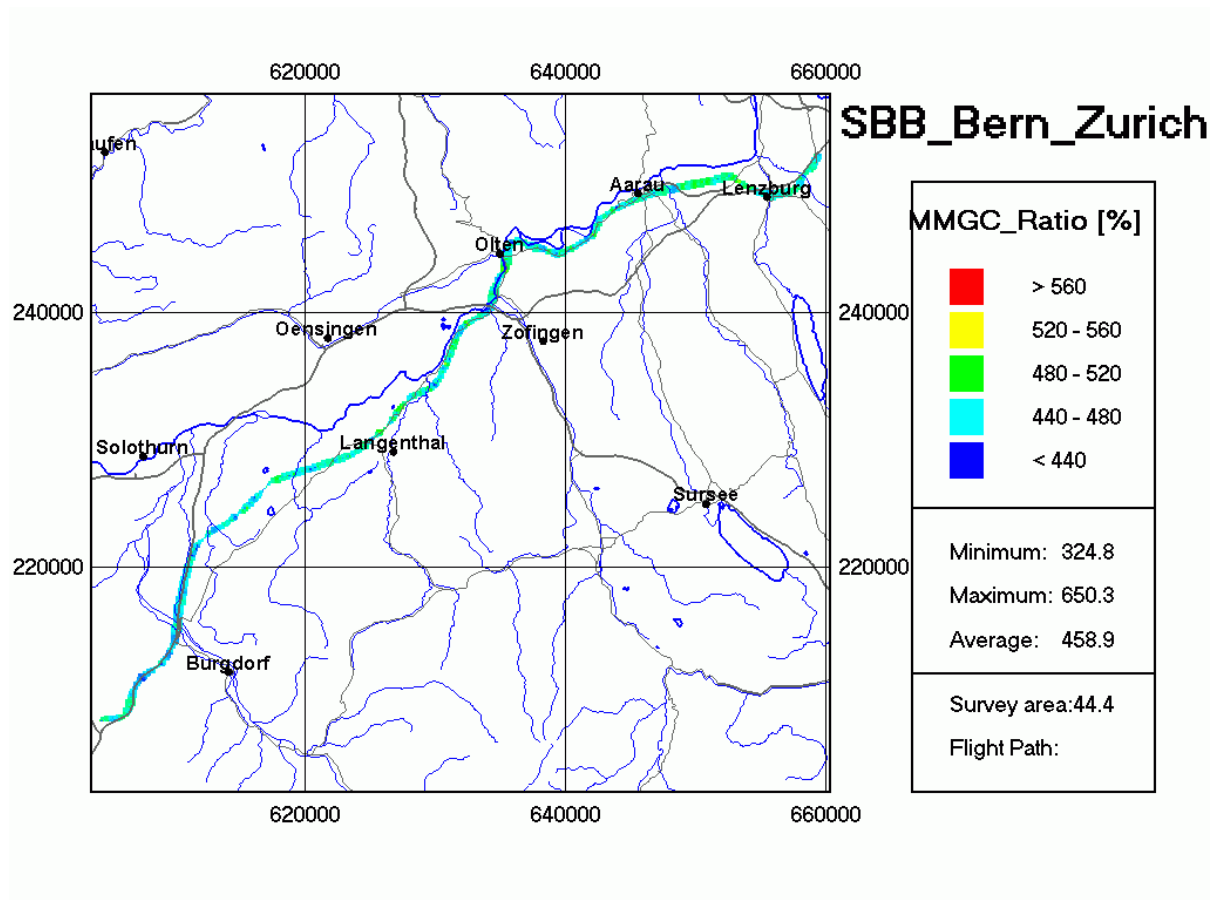 620000 640000 660000
SBB_Bern_Zurich
ufen
Aarau
Lenzburg
MMGC_Ratio [%]
Olten
> 560
240000 240000
Oensingen
Zofingen
520 - 560
480 - 520
440 - 480
Langenthal
Solothurn
< 440
Sursee
220000 220000
Minimum: 324.8
Maximum: 650.3
Average: 458.9
Burgdorf
Survey area:44.4
Flight Path:
620000 640000 660000